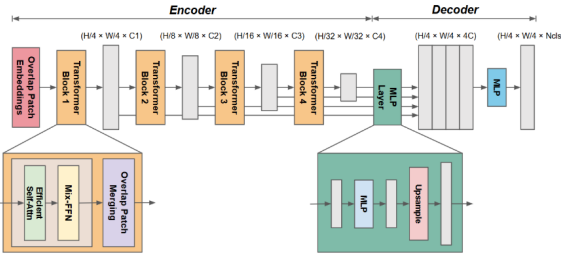 Encoder
Decoder
(H/4 × W/4 × C1)
(H/8 × W/8 × C2)
(H/16 × W/16 × C3)
(H/32 × W/32 × C4)
(H/4 × W/4 × 4C)
(H/4 × W/4 × Ncls
Overlap Patch
Embeddings
Transformer
Block 1
Transformer
Block 2
Transformer
Block 3
Transformer
Block 4
MLP
Layer
MLP
Efficient
Self-Attn
Mix-FFN
Overlap Patch
Merging
MLP
Upsample